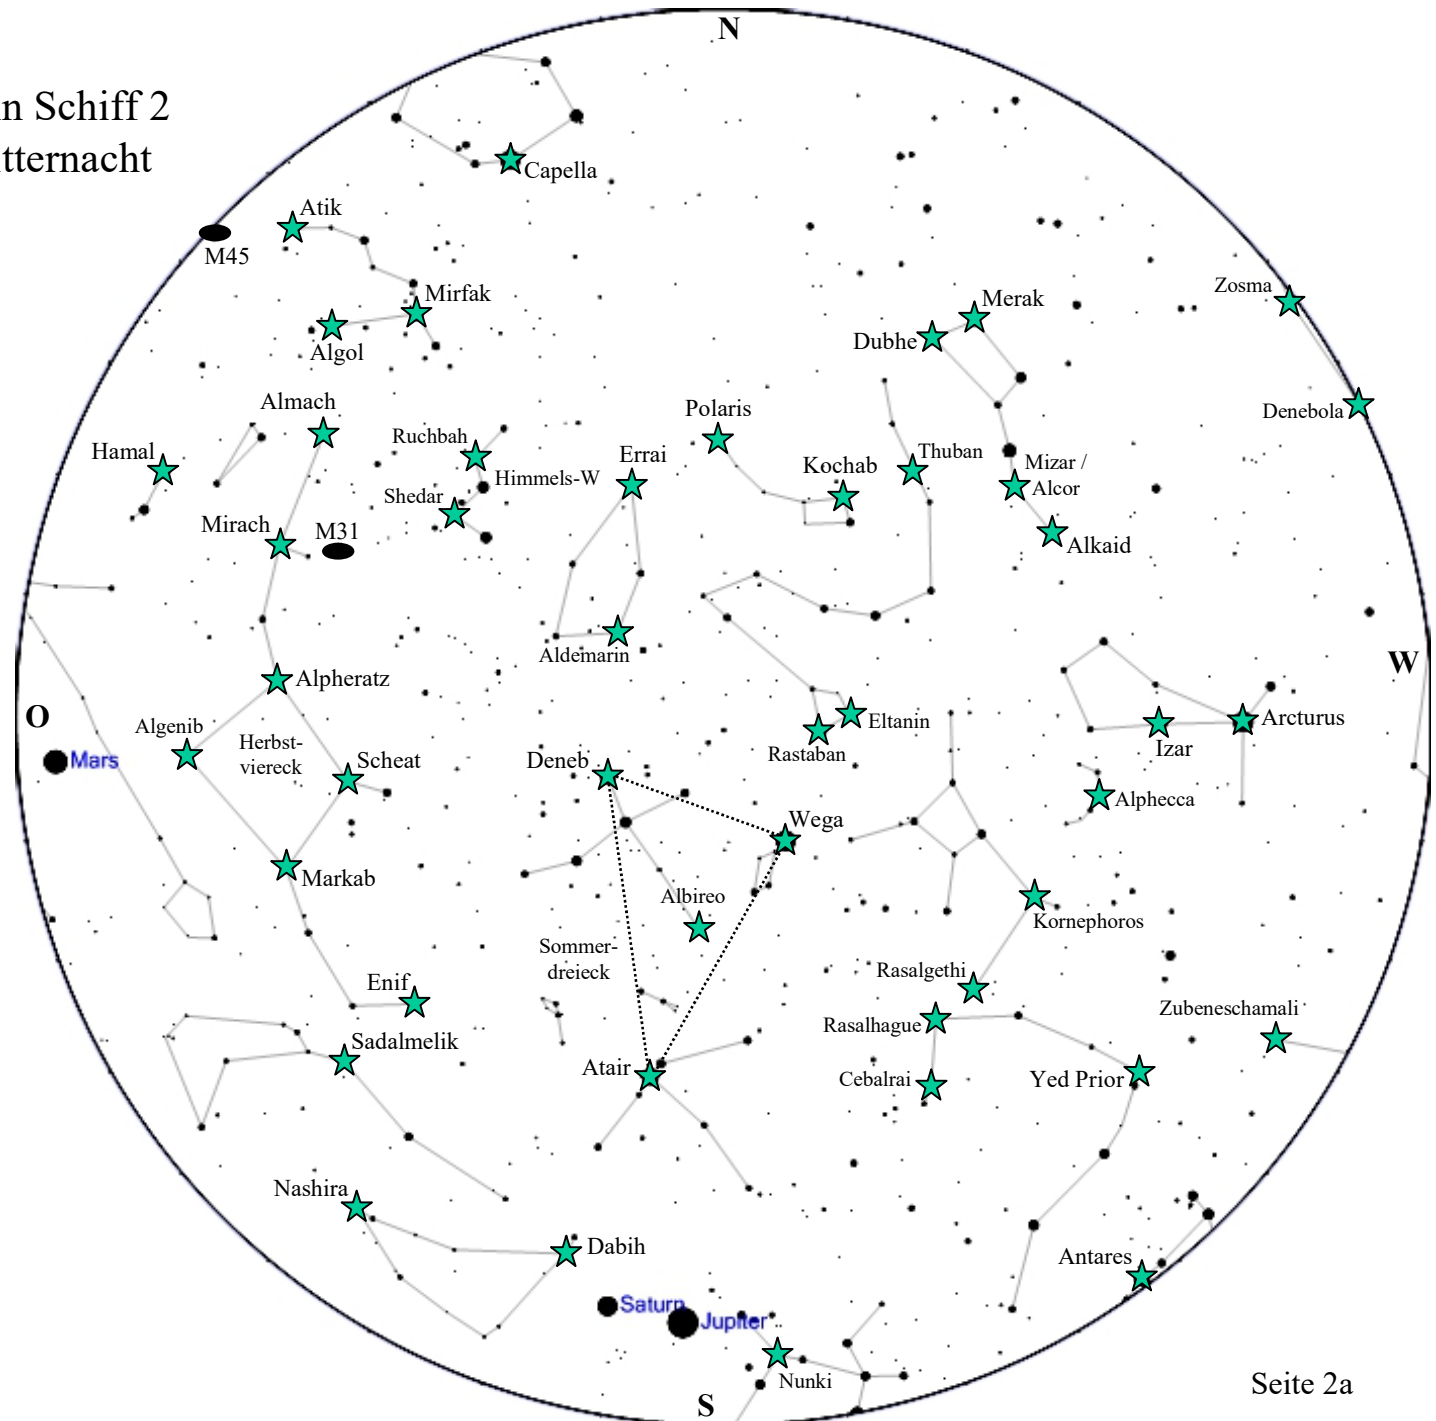 N
n Schiff 2
tternacht
Capella
Atik
M45
Mirfak
Algol
Zosma
Merak
Dubhe
Denebola
Almach
Polaris
Ruchbah
Hamal
Errai
Himmels-W
Kochab
Thuban
Mizar /
Alcor
Shedar
Mirach
M31
Alkaid
Aldemarin
W
Alpheratz
O
Algenib
Herbst-
viereck
Eltanin
Arcturus
Izar
Rastaban
Mars
Scheat
Deneb
Alphecca
Wega
Markab
Albireo
Kornephoros
Sommer-
dreieck
Enif
Rasalgethi
Zubeneschamali
Rasalhague
Sadalmelik
Atair
Cebalrai
Yed Prior
Nashira
Dabih
Antares
Saturn
Jupiter
Nunki
Seite 2a
S